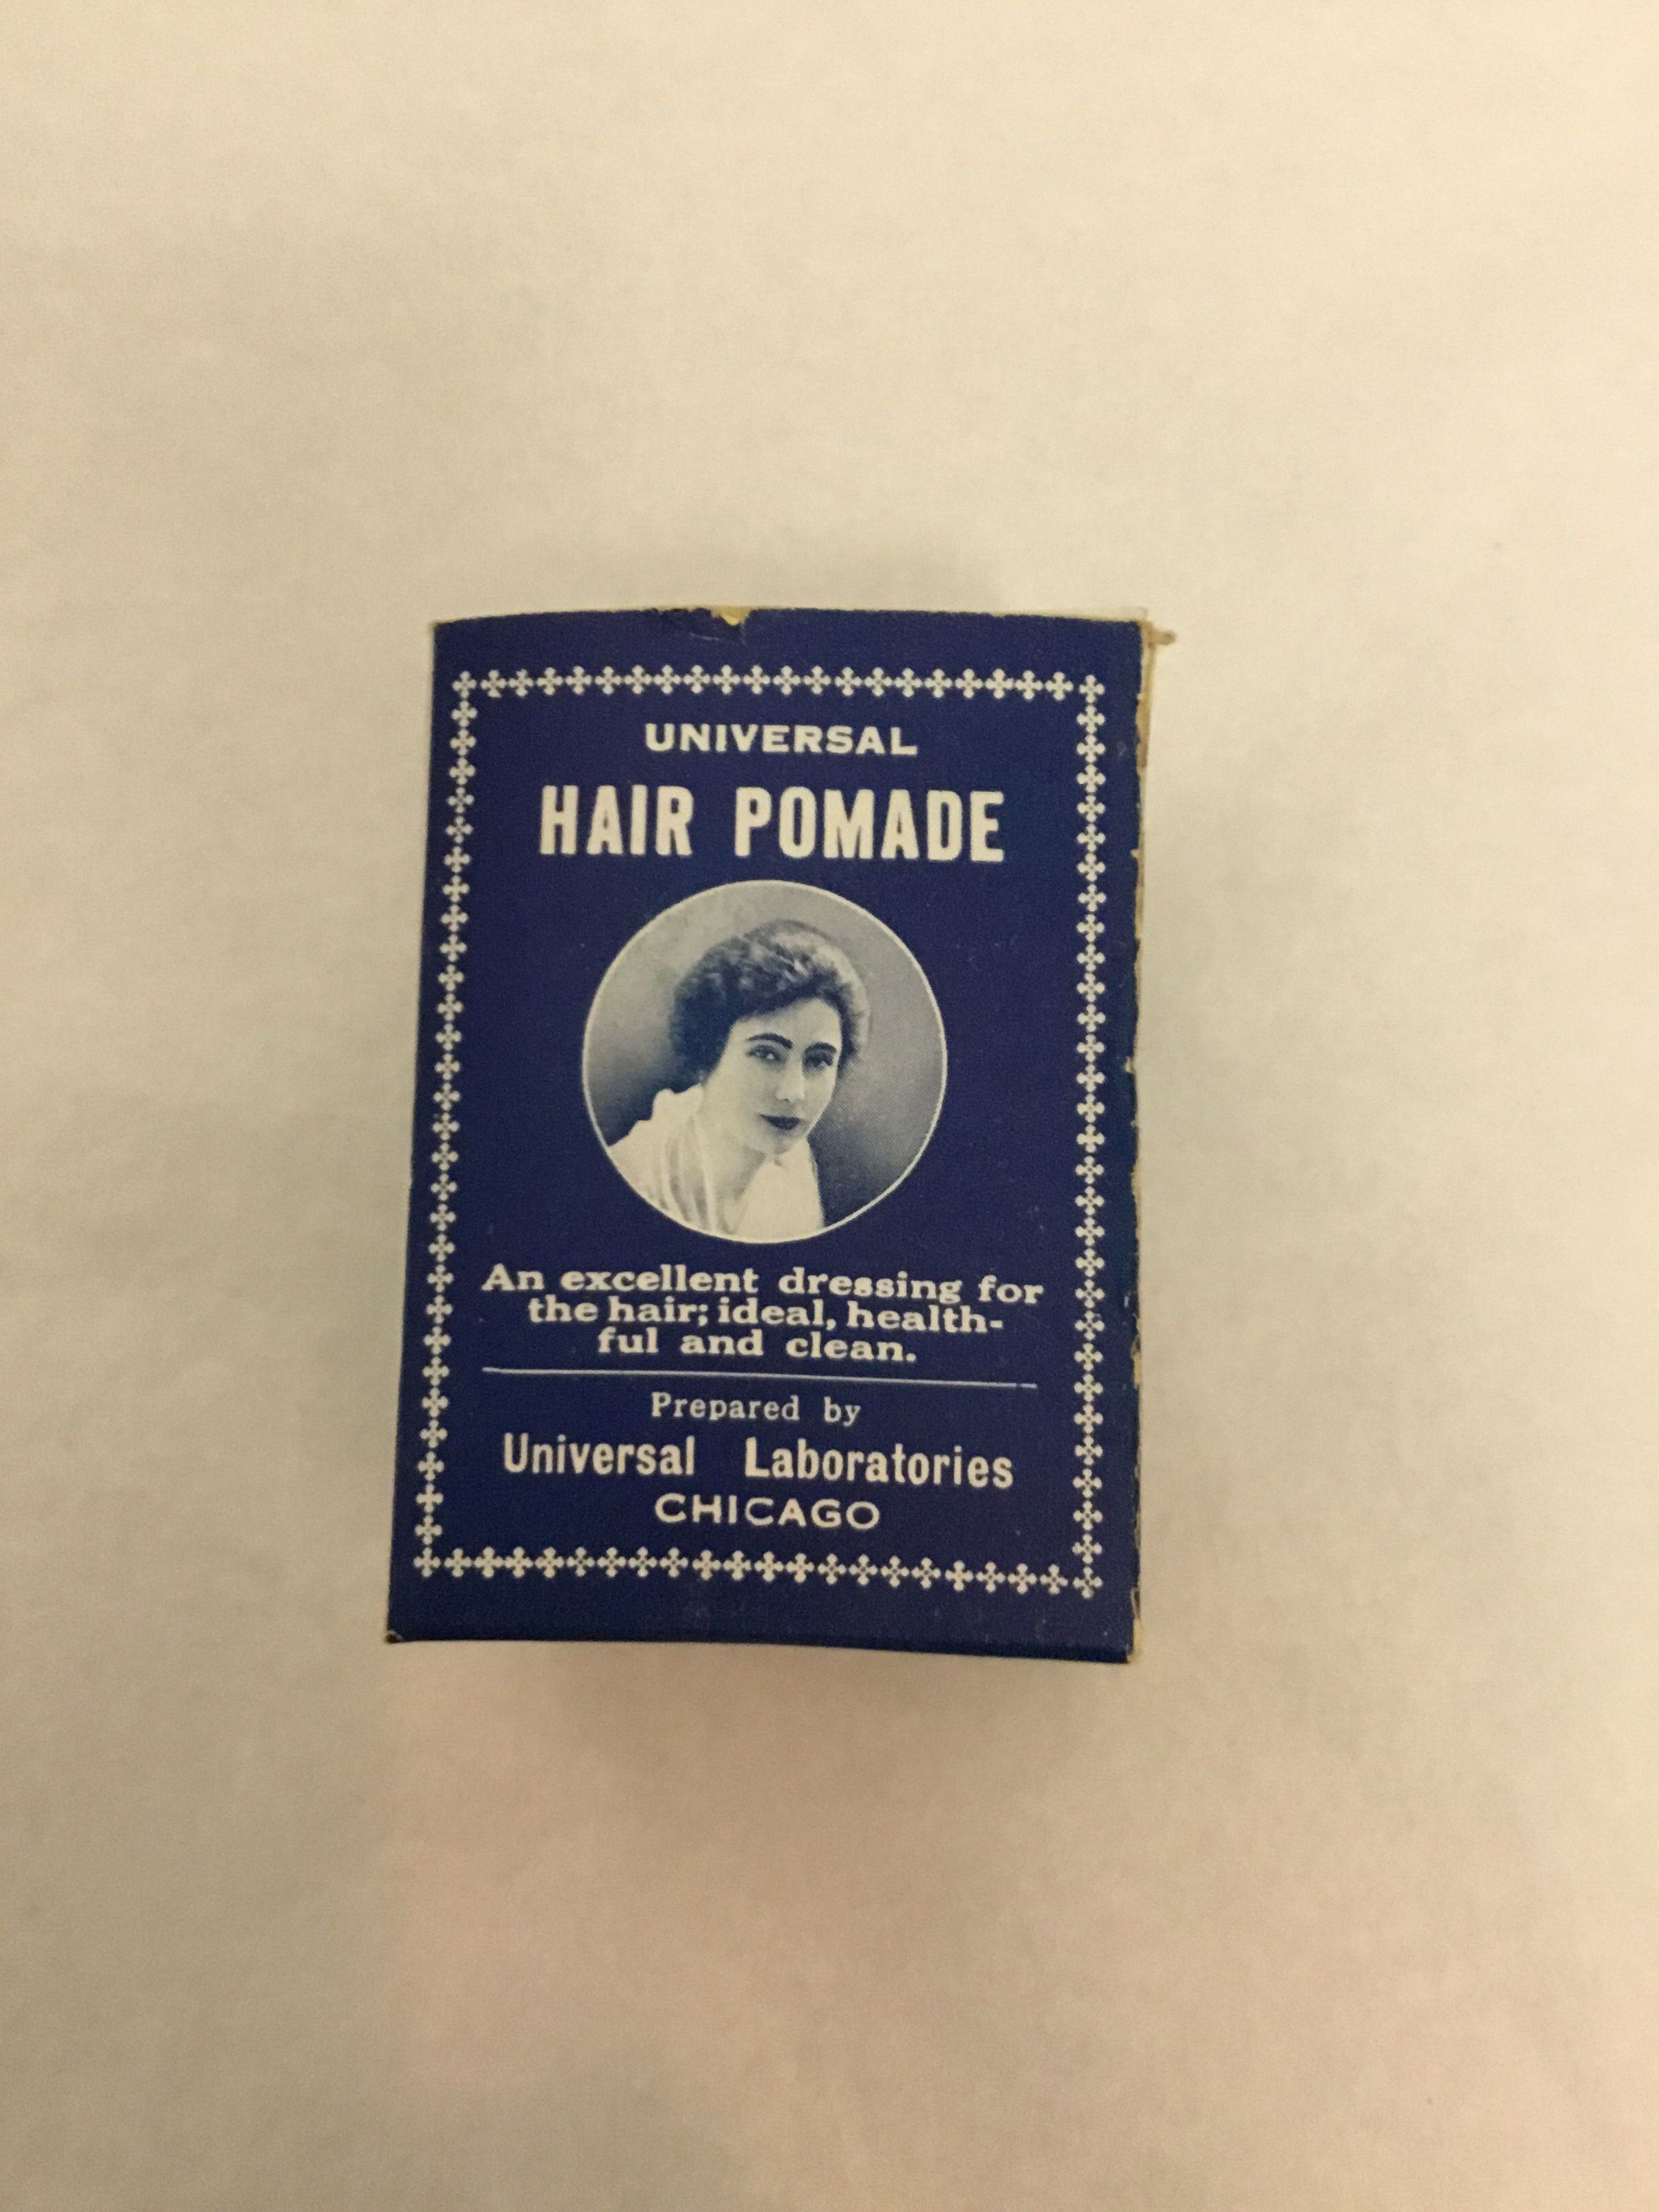 UNIVERSAL
HAIR POMADE
An excellent dressing for
the hair; ideal, health-
ful and clean.
Prepared by
Universal Laboratories
CHICAGO